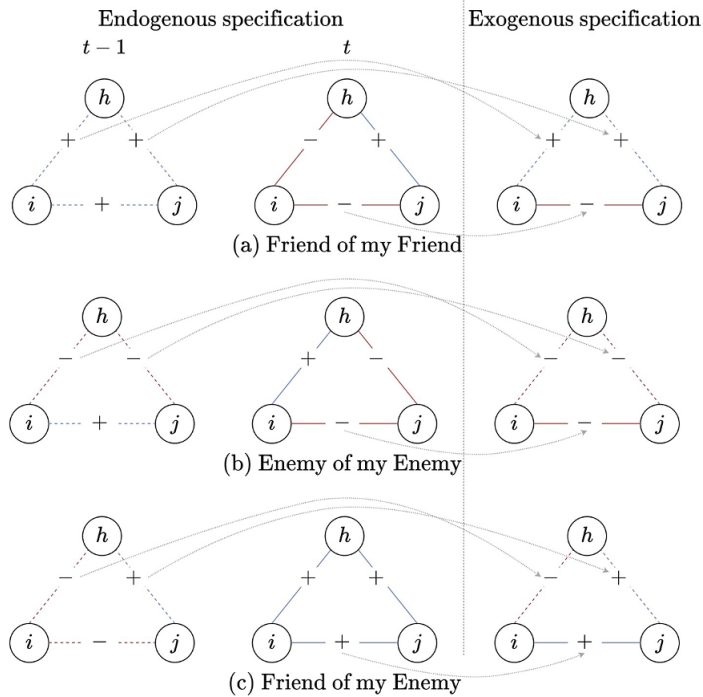 Endogenous specification Exogenous specification
t − 1 t
h h h
+ + − + + +
i + j i − j i − j
(a) Friend of my Friend
h h h
− − + − − −
i + j i − j i − j
(b) Enemy of my Enemy
h h h
− + + + − +
i − j i + j i + j
(c) Friend of my Enemy